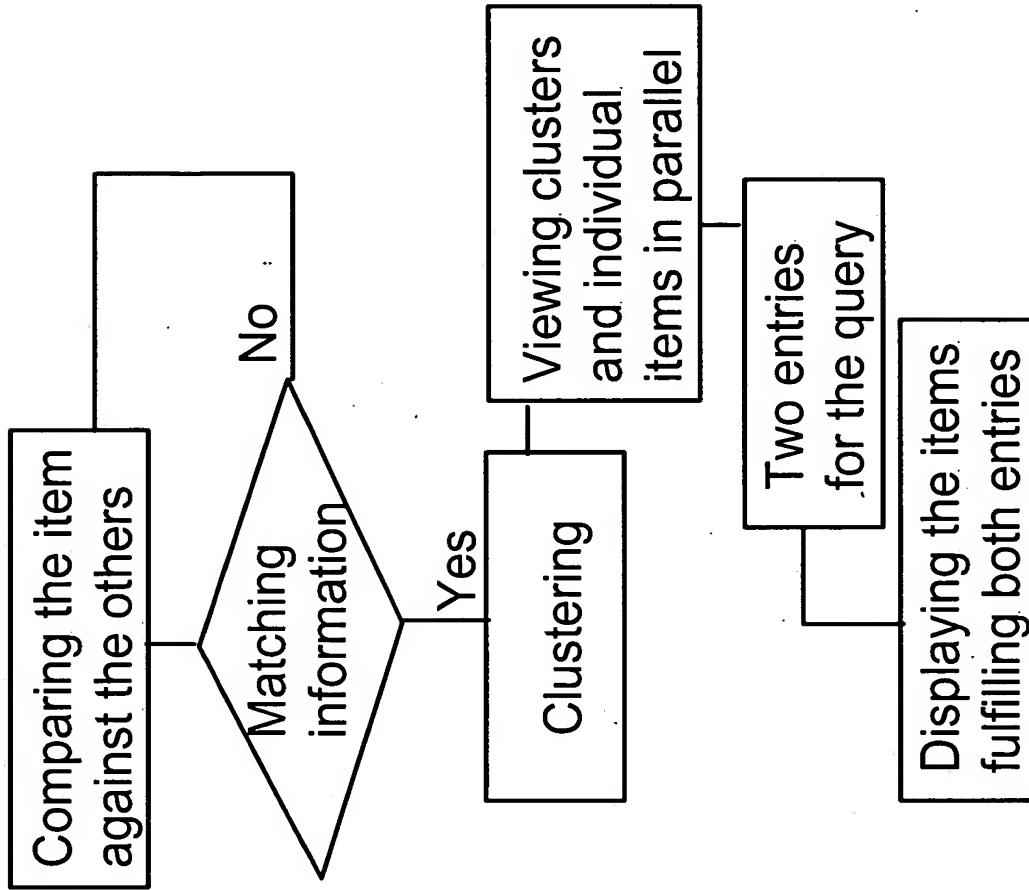 Comparing the item
against the others
No
Matching
information
Yes
Clustering
Viewing clusters
and individual
items in parallel
Two entries
for the query
Displaying the items
fulfilling both entries